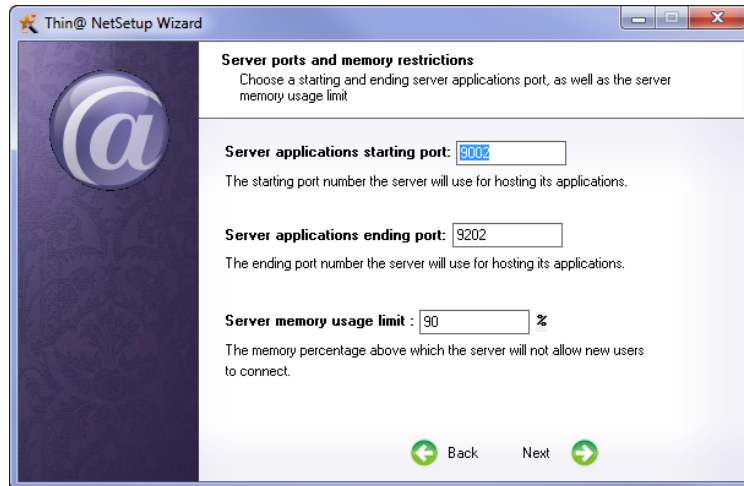 Thin@ NetSetup Wizard
Server ports and memory restrictions
Choose a starting and ending server applications port, as well as the server
memory usage limit
Server applications starting port: 9002
The starting port number the server will use for hosting its applications.
Server applications ending port: 9202
The ending port number the server will use for hosting its applications.
Server memory usage limit : 90 %
The memory percentage above which the server will not allow new users
to connect.
Back Next